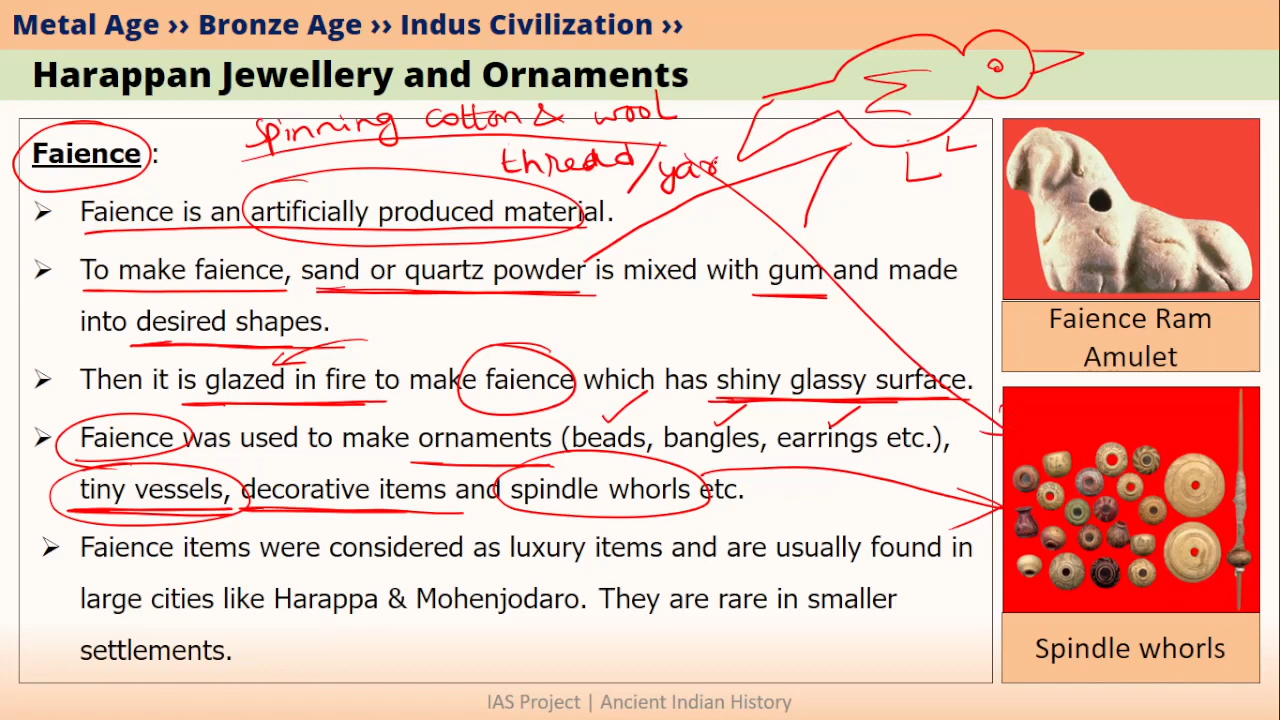 Metal Age ›› Bronze Age ›› Indus Civilization ››
Harappan Jewellery and Ornaments
spinning cotton & wool
thread/yarn
Faience :
➢ Faience is an artificially produced material.
➢ To make faience, sand or quartz powder is mixed with gum and made
into desired shapes.
➢ Then it is glazed in fire to make faience which has shiny glassy surface.
➢ Faience was used to make ornaments (beads, bangles, earrings etc.),
tiny vessels, decorative items and spindle whorls etc.
➢ Faience items were considered as luxury items and are usually found in
large cities like Harappa & Mohenjodaro. They are rare in smaller
settlements.
Faience Ram
Amulet
Spindle whorls
IAS Project | Ancient Indian History